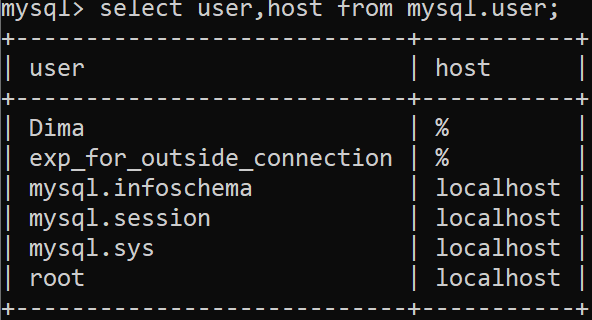 mysql> select user,host from mysql.user;
+----------------------------+-----------+
| user                       | host      |
+----------------------------+-----------+
| Dima                       | %         |
| exp_for_outside_connection | %         |
| mysql.infoschema           | localhost |
| mysql.session              | localhost |
| mysql.sys                  | localhost |
| root                       | localhost |
+----------------------------+-----------+